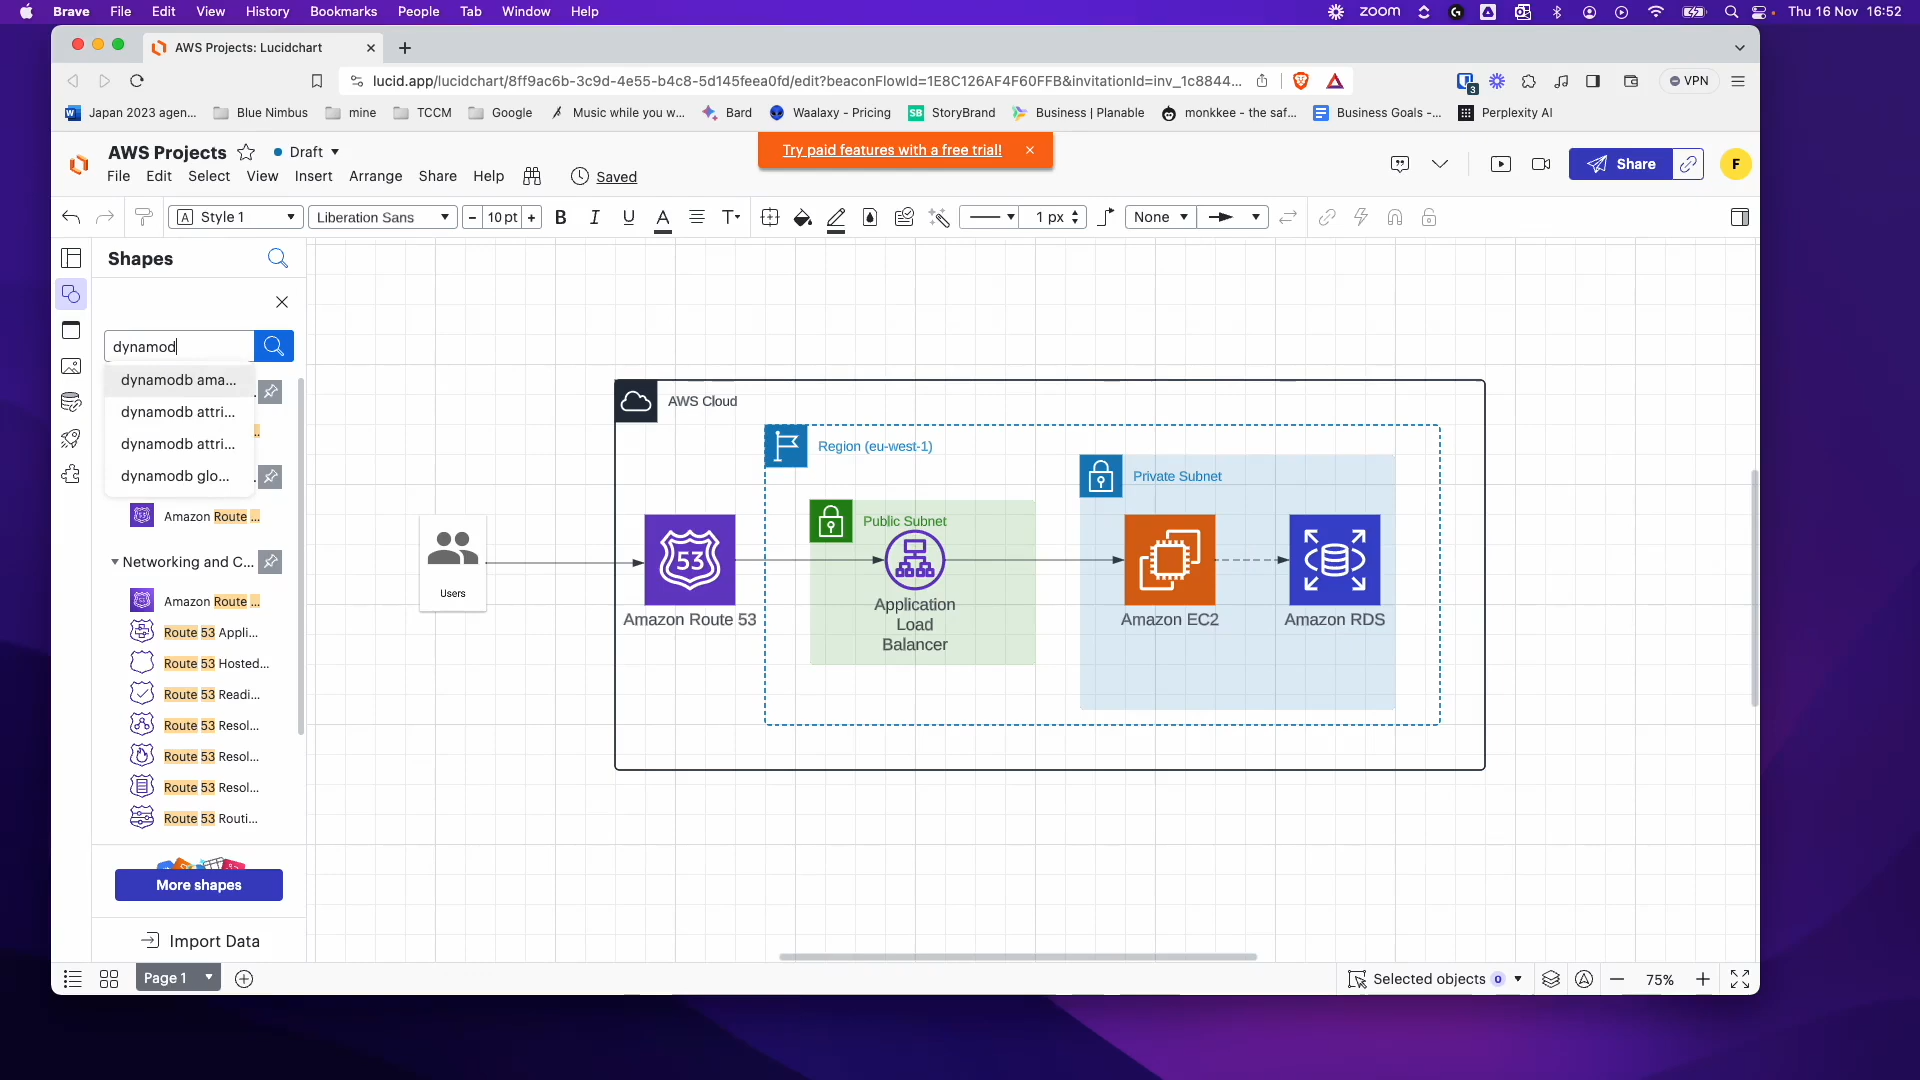 Brave File Edit View History Bookmarks People Tab Window Help zoom Thu 16 Nov 16:52
AWS Projects: Lucidchart
lucid.app/lucidchart/8ff9ac6b-3c9d-4e55-b4c8-5d145feea0fd/edit?beaconFlowId=1E8C126AF4F60FFB&invitationId=inv_1c8844... 3 VPN
Japan 2023 agen... Blue Nimbus mine TCCM Google Music while you w... Bard Waalaxy - Pricing SB StoryBrand Business | Planable monkkee - the saf... Business Goals -... Perplexity AI
AWS Projects Draft
Try paid features with a free trial!
Share F
File Edit Select View Insert Arrange Share Help Saved
A Style 1 Liberation Sans 10 pt B I U A T 1 px None
Shapes
dynamod
dynamodb ama...
dynamodb attri...
dynamodb attri...
dynamodb glo...
Amazon Route ...
Networking and C...
Amazon Route ...
Route 53 Appli...
Route 53 Hosted...
Route 53 Readi...
Route 53 Resol...
Route 53 Resol...
Route 53 Resol...
Route 53 Routi...
More shapes
Import Data
AWS Cloud
Region (eu-west-1)
Private Subnet
Public Subnet
53
Users
Amazon Route 53
Application
Load
Balancer
Amazon EC2
Amazon RDS
Page 1
Selected objects 0
75%